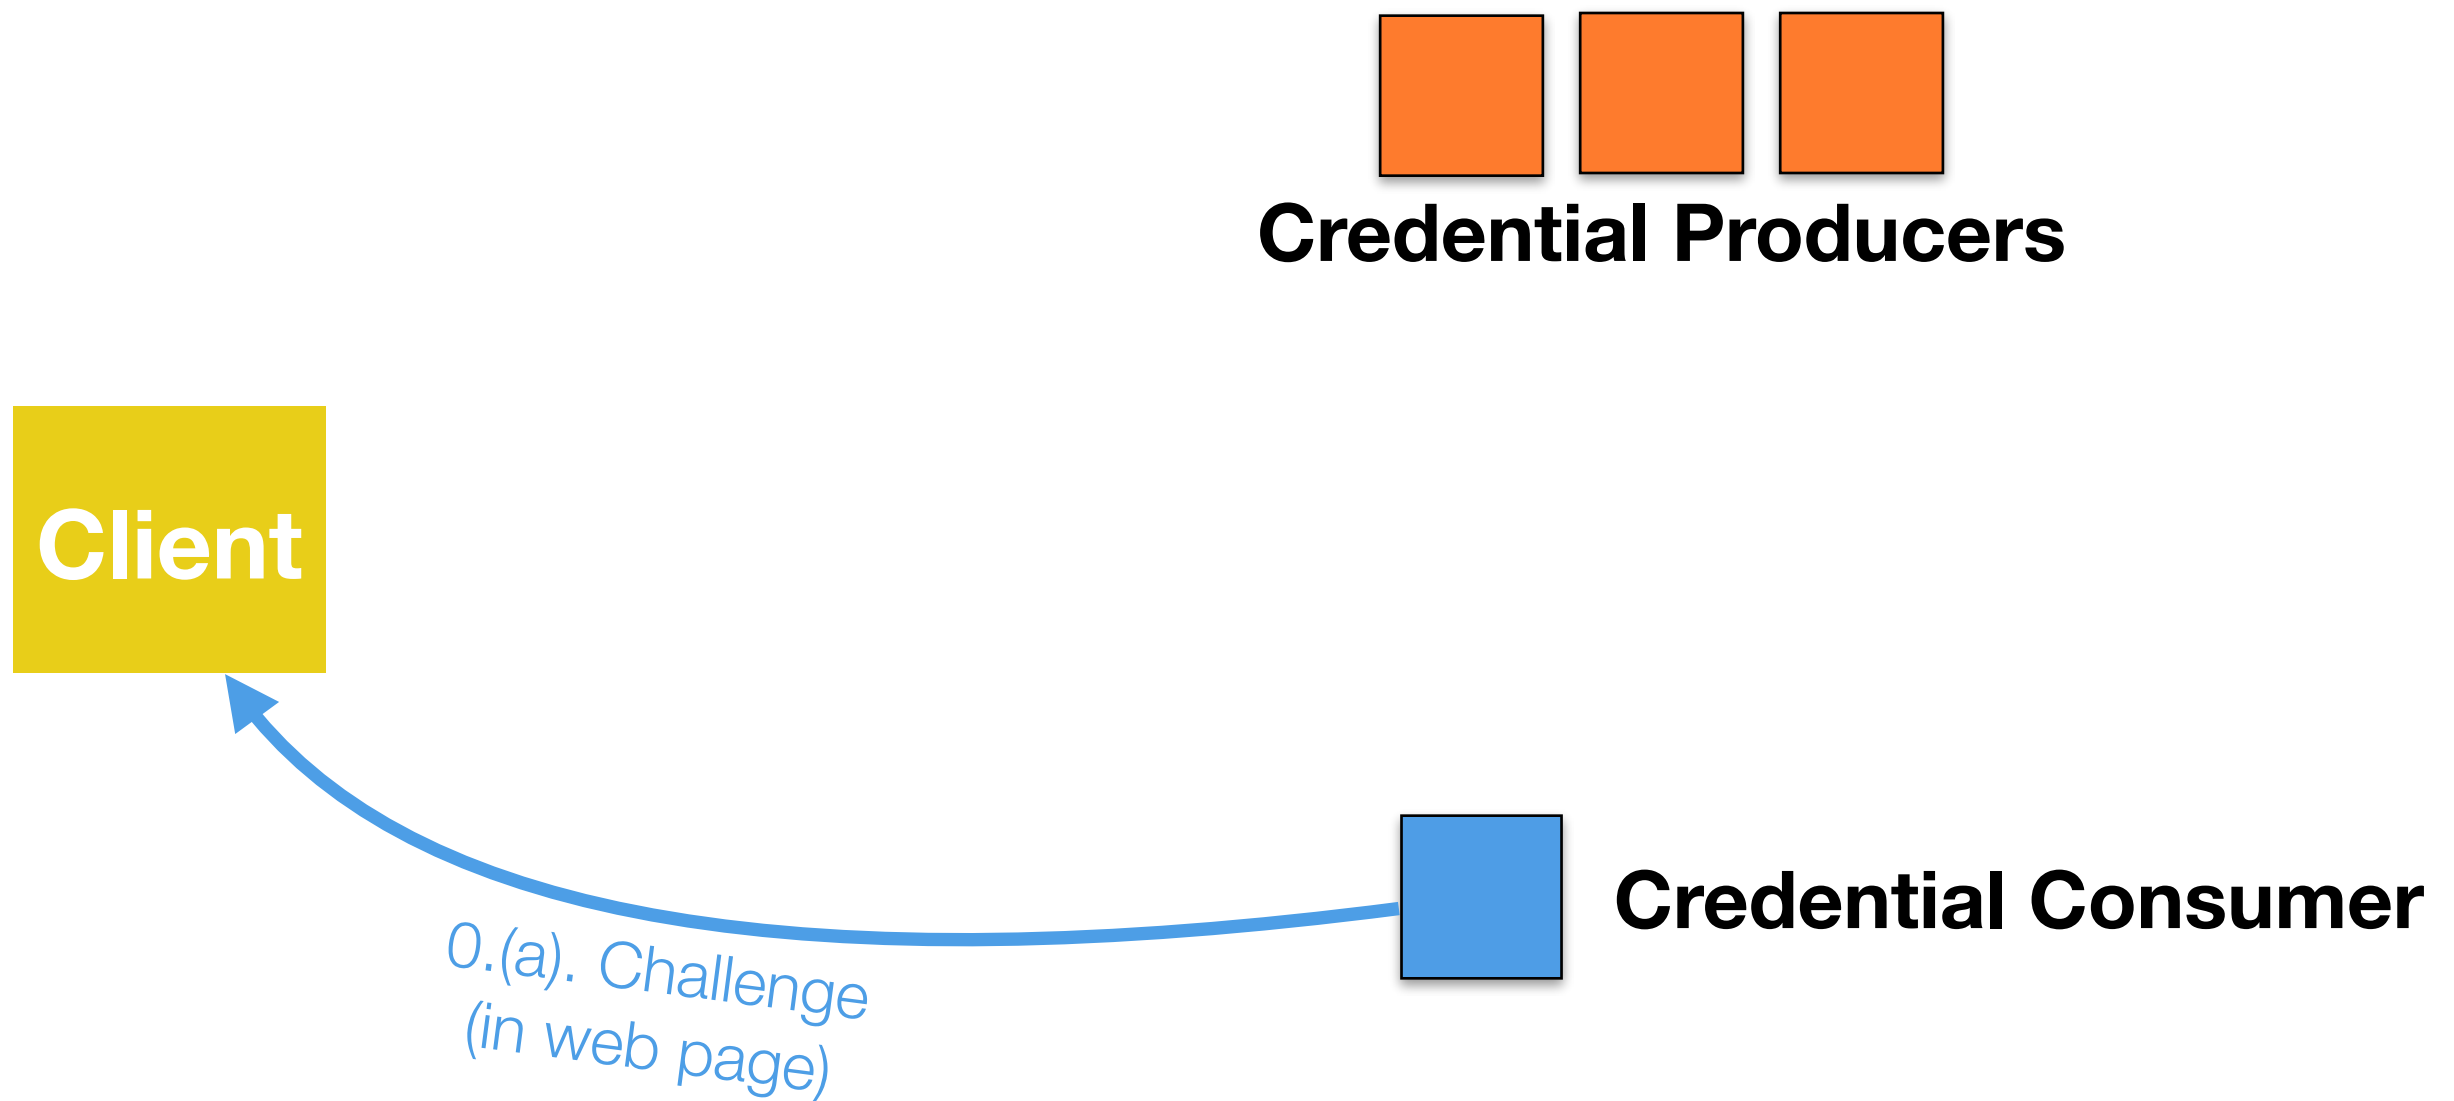 Credential Producers
Client
Credential Consumer
0.(a). Challenge
(in web page)